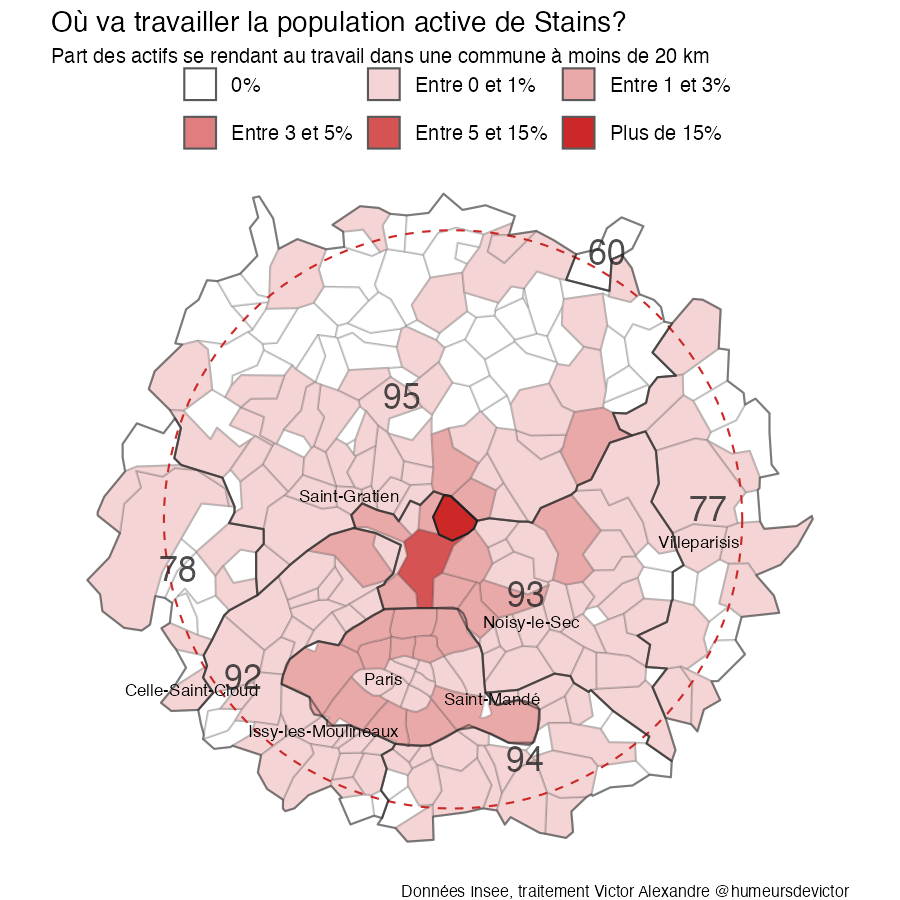 Où va travailler la population active de Stains?
Part des actifs se rendant au travail dans une commune à moins de 20 km
0% Entre 0 et 1% Entre 1 et 3%
Entre 3 et 5% Entre 5 et 15% Plus de 15%
60
95
Saint-Gratien
77
Villeparisis
78
93
Noisy-le-Sec
92
Paris
Celle-Saint-Cloud
Saint-Mandé
Issy-les-Moulineaux
94
Données Insee, traitement Victor Alexandre @humeursdevictor